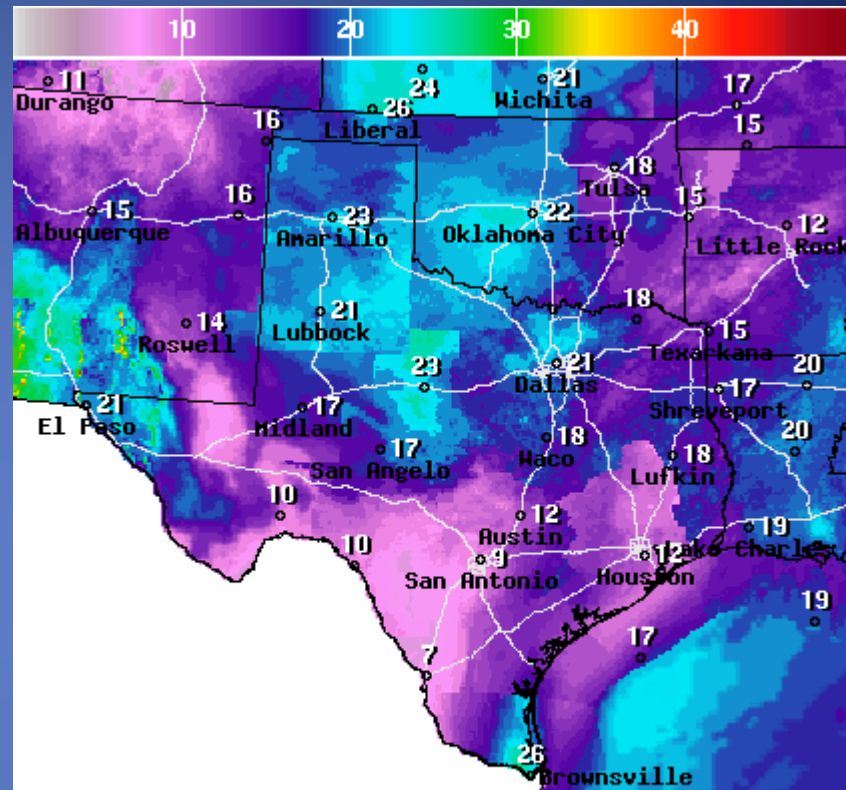 10 20 30 40
11
Durango
24
21
Wichita
17
26
Liberal
16
15
18
Tulsa
15
Albuquerque
16
23
Amarillo
22
Oklahoma City
15
12
Little Rock
14
Roswell
21
Lubbock
18
15
Texarkana
23
21
Dallas
17
Shreveport
20
21
El Paso
17
Midland
17
San Angelo
18
Waco
18
Lufkin
20
10
12
Austin
19
Lake Charles
10
9
San Antonio
12
Houston
19
7
17
26
Brownsville